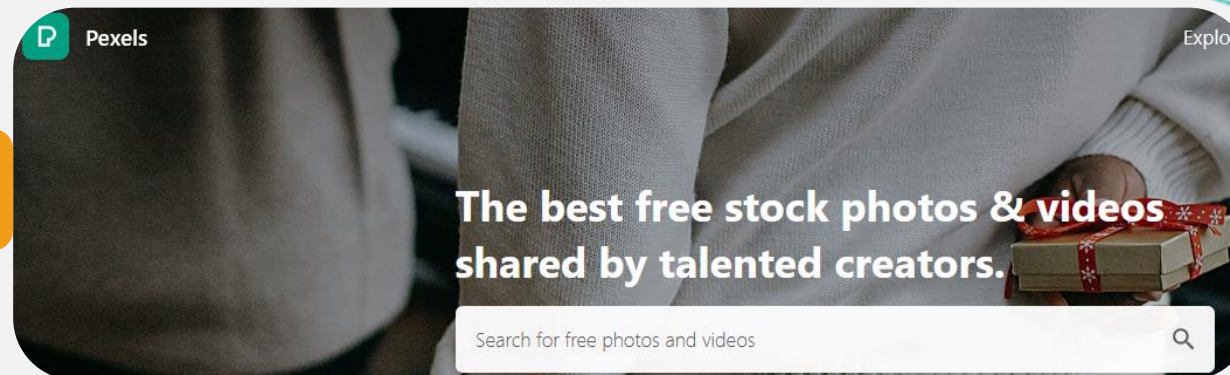 Pexels
Explo
The best free stock photos & videos
shared by talented creators.
Search for free photos and videos